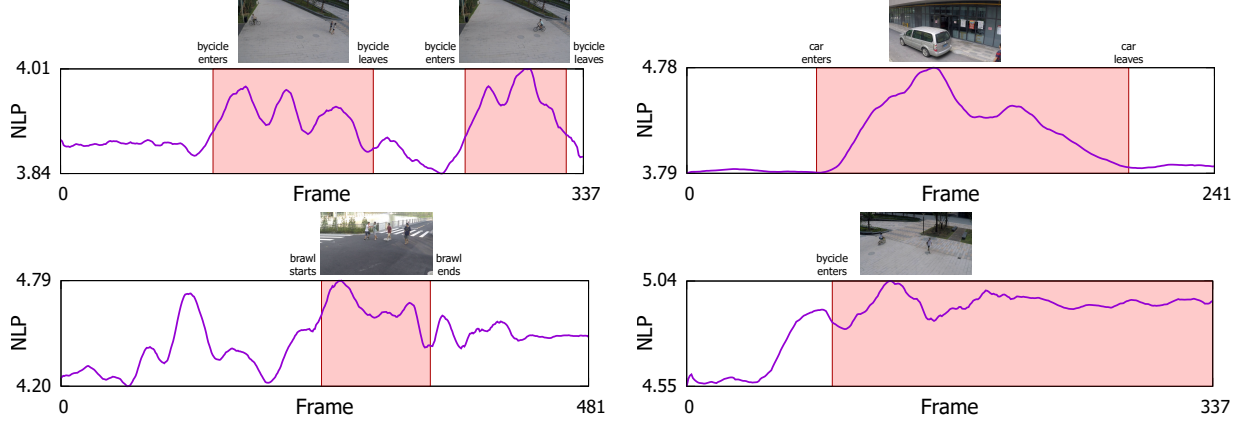 bycicle
enters
bycicle
leaves
bycicle
enters
bycicle
leaves
4.01
NLP
3.84
0
Frame
337
car
enters
car
leaves
4.78
NLP
3.79
0
Frame
241
brawl
starts
brawl
ends
4.79
NLP
4.20
0
Frame
481
bycicle
enters
5.04
NLP
4.55
0
Frame
337